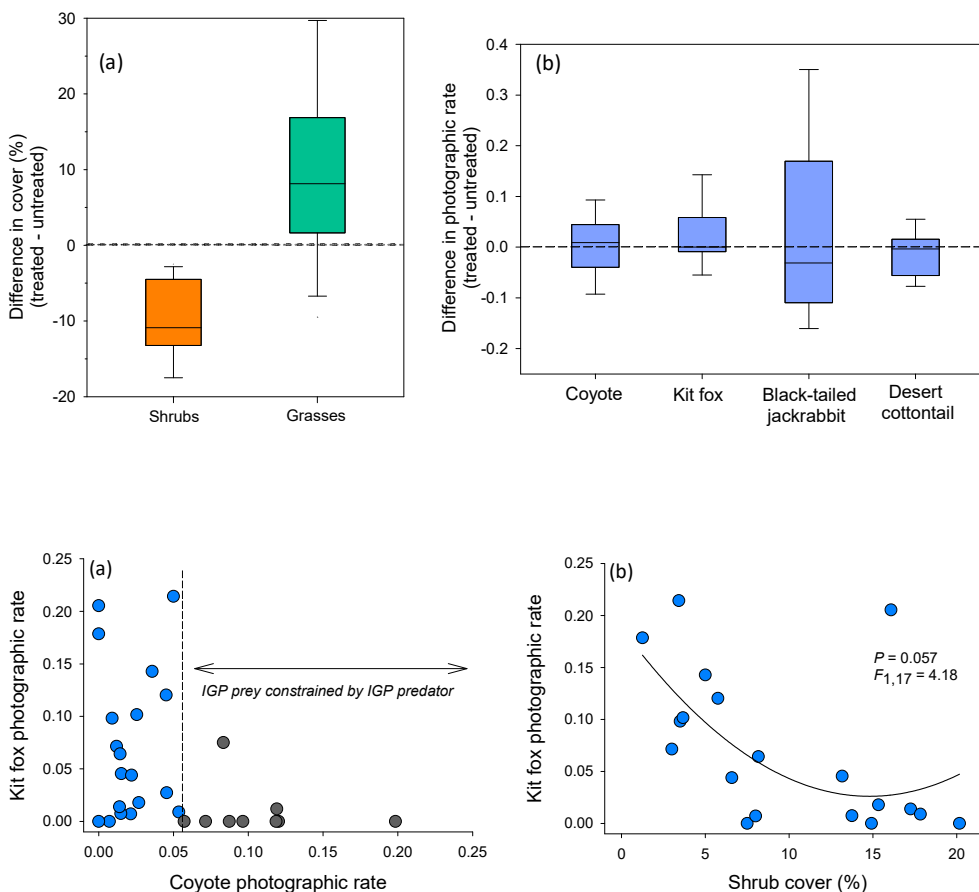 (a)
Difference in cover (%)
(treated - untreated)
30
20
10
0
-10
-20
Shrubs
Grasses
(b)
Difference in photographic rate
(treated - untreated)
0.4
0.3
0.2
0.1
0.0
-0.1
-0.2
Coyote
Kit fox
Black-tailed
jackrabbit
Desert
cottontail
(a)
Kit fox photographic rate
0.25
0.20
0.15
0.10
0.05
0.00
IGP prey constrained by IGP predator
0.00
0.05
0.10
0.15
0.20
0.25
Coyote photographic rate
(b)
Kit fox photographic rate
0.25
0.20
0.15
0.10
0.05
0.00
P = 0.057
F1,17 = 4.18
0
5
10
15
20
Shrub cover (%)